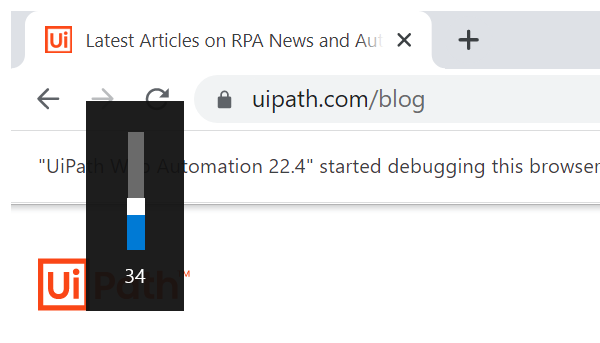 Ui Latest Articles on RPA News and Aut
uipath.com/blog
"UiPath Web Automation 22.4" started debugging this browser
34
Ui Path™